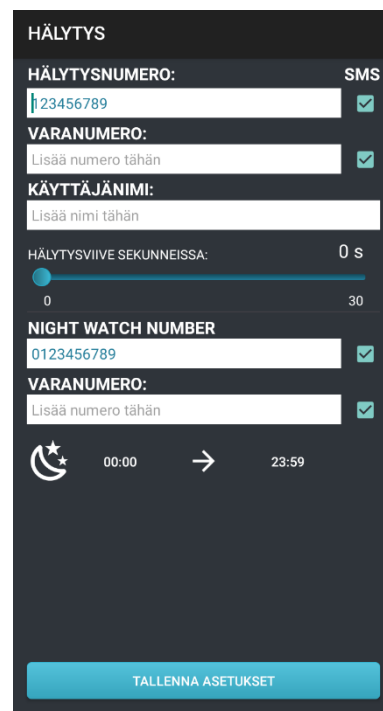 HÄLYTYS
HÄLYTYSNUMERO: SMS
123456789
VARANUMERO:
Lisää numero tähän
KÄYTTÄJÄNIMI:
Lisää nimi tähän
HÄLYTYSVIIVE SEKUNNEISSA: 0 s
0 30
NIGHT WATCH NUMBER
0123456789
VARANUMERO:
Lisää numero tähän
00:00 → 23:59
TALLENNA ASETUKSET